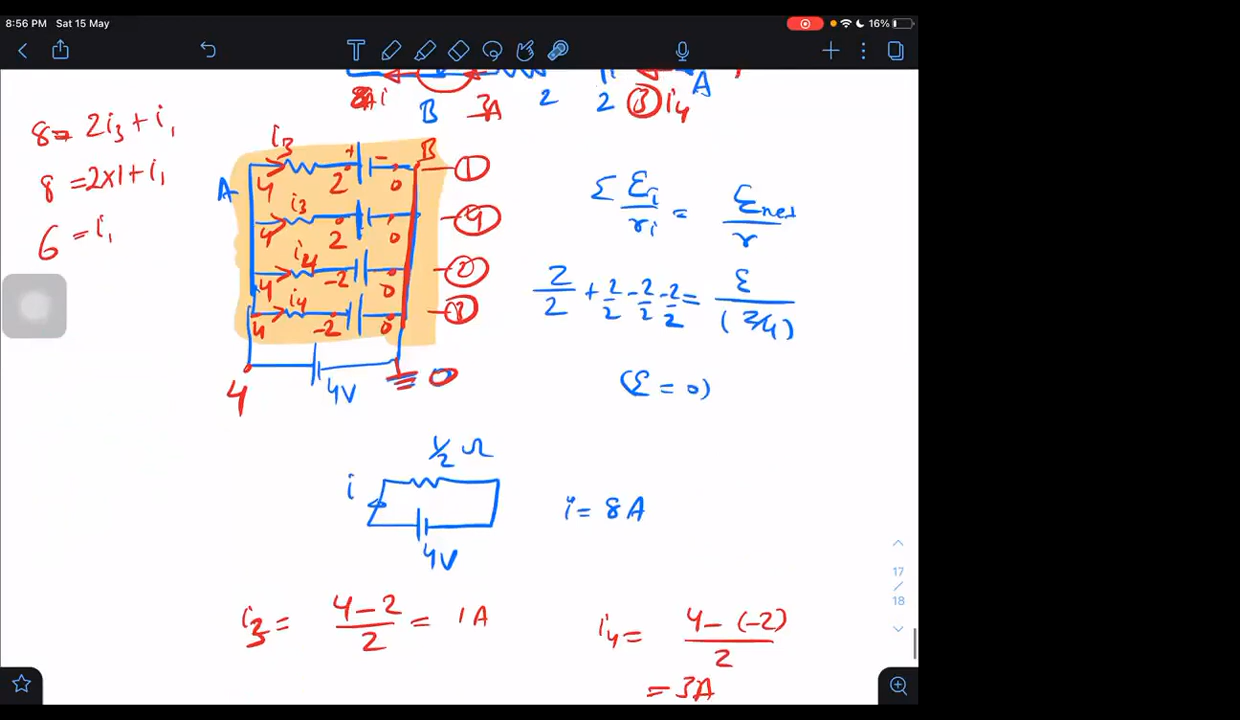 8:56 PM Sat 15 May
16%
T
i
B
3A
2
2
3 i4
A
8 = 2i3 + i1
8 = 2x1 + i1
6 = i1
A
i3
4
+
2
-
0
B
1
i3
4
2
0
4
i4
4
-2
0
2
i4
4
-2
0
3
4
4V
0
Σ Ei/ri = Enet/r
2/2 + 2/2 - 2/2 - 2/2 = E/(2/4)
(E = 0)
1/2 Ω
i
4V
i = 8A
i3 = (4-2)/2 = 1A
i4 = 4-(-2)/2
= 3A
17
/
18